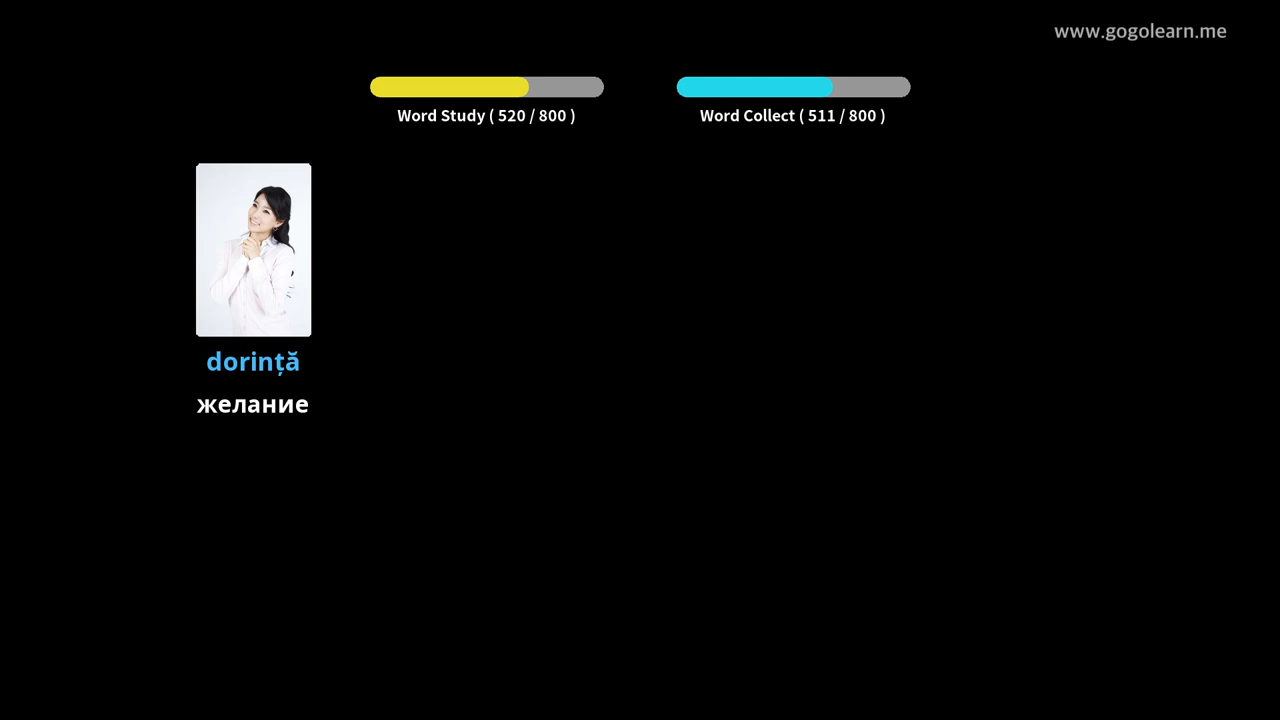 www.gogolearn.me
Word Study ( 520 / 800 )
Word Collect ( 511 / 800 )
dorință
желание